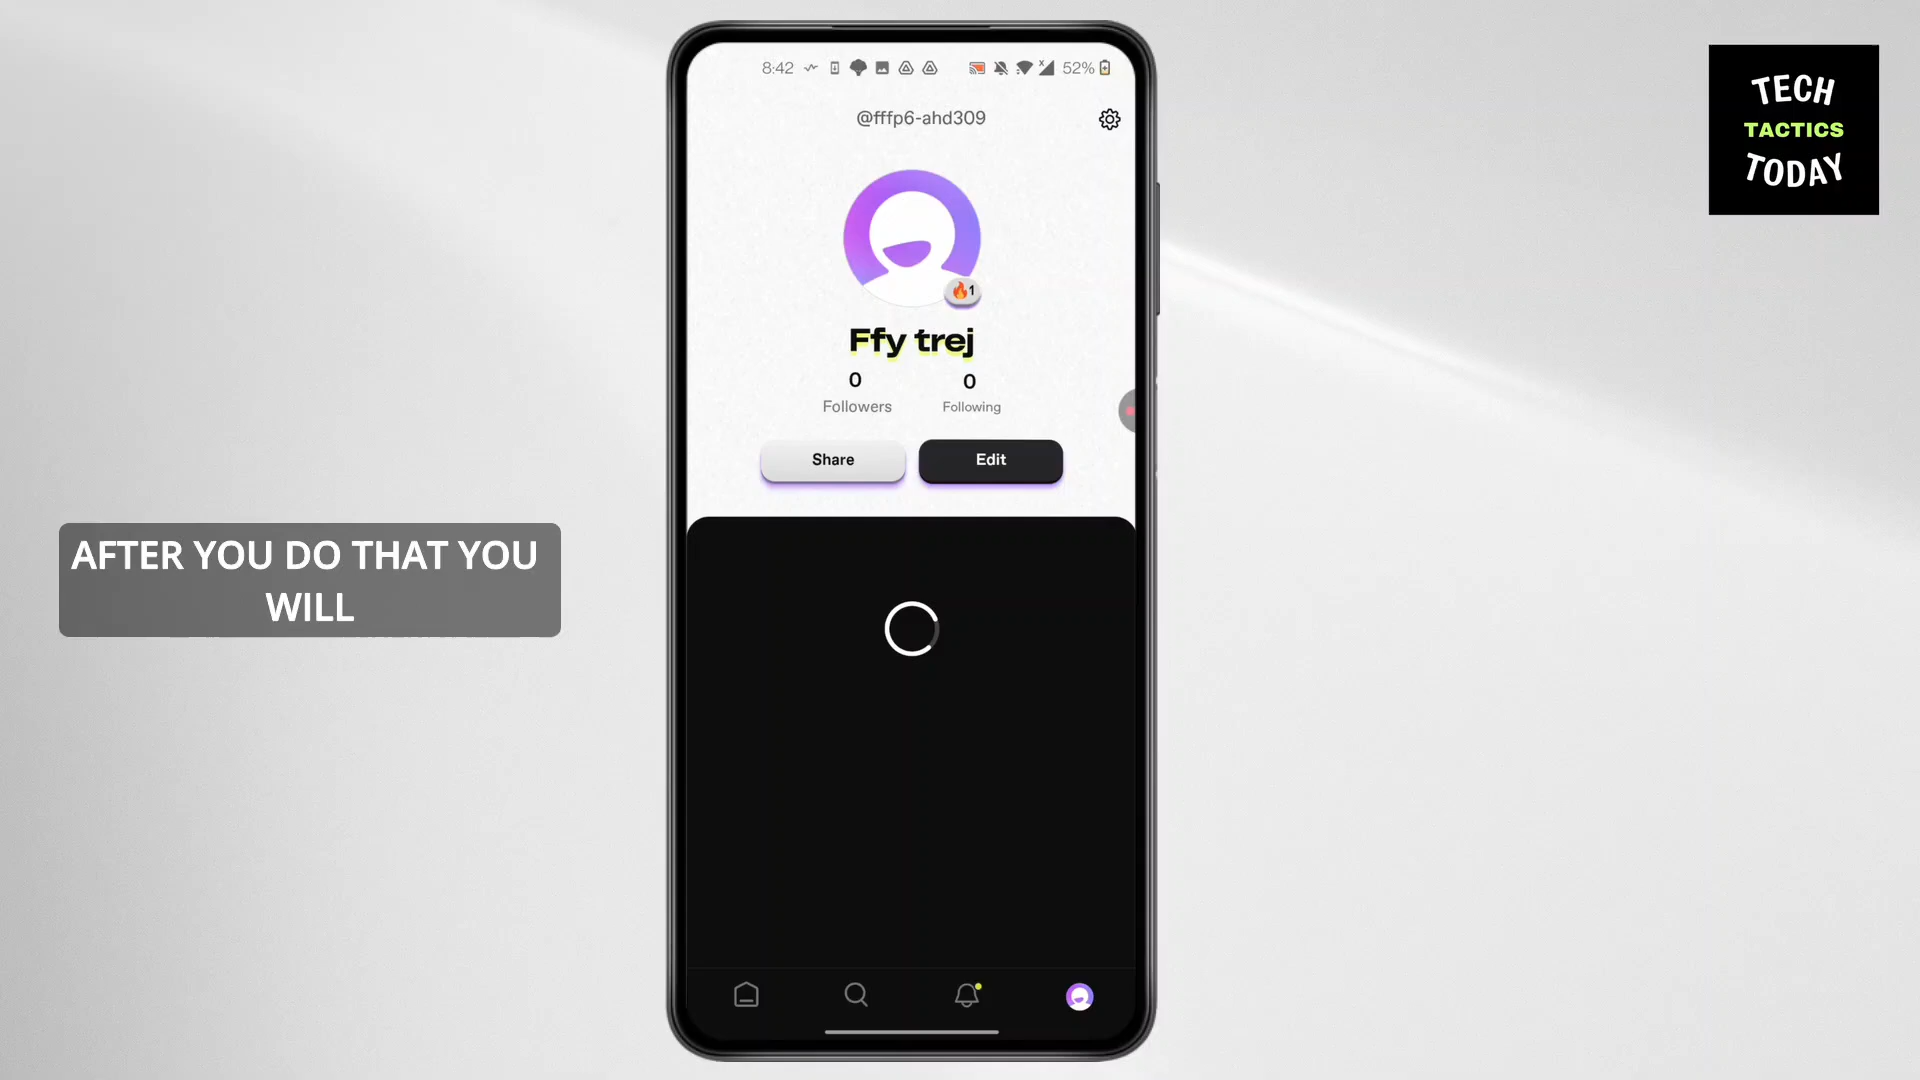 8:42
52%
@fffp6-ahd309
1
Ffy trej
0
0
Followers
Following
Share
Edit
AFTER YOU DO THAT YOU
WILL
TECH
TACTICS
TODAY